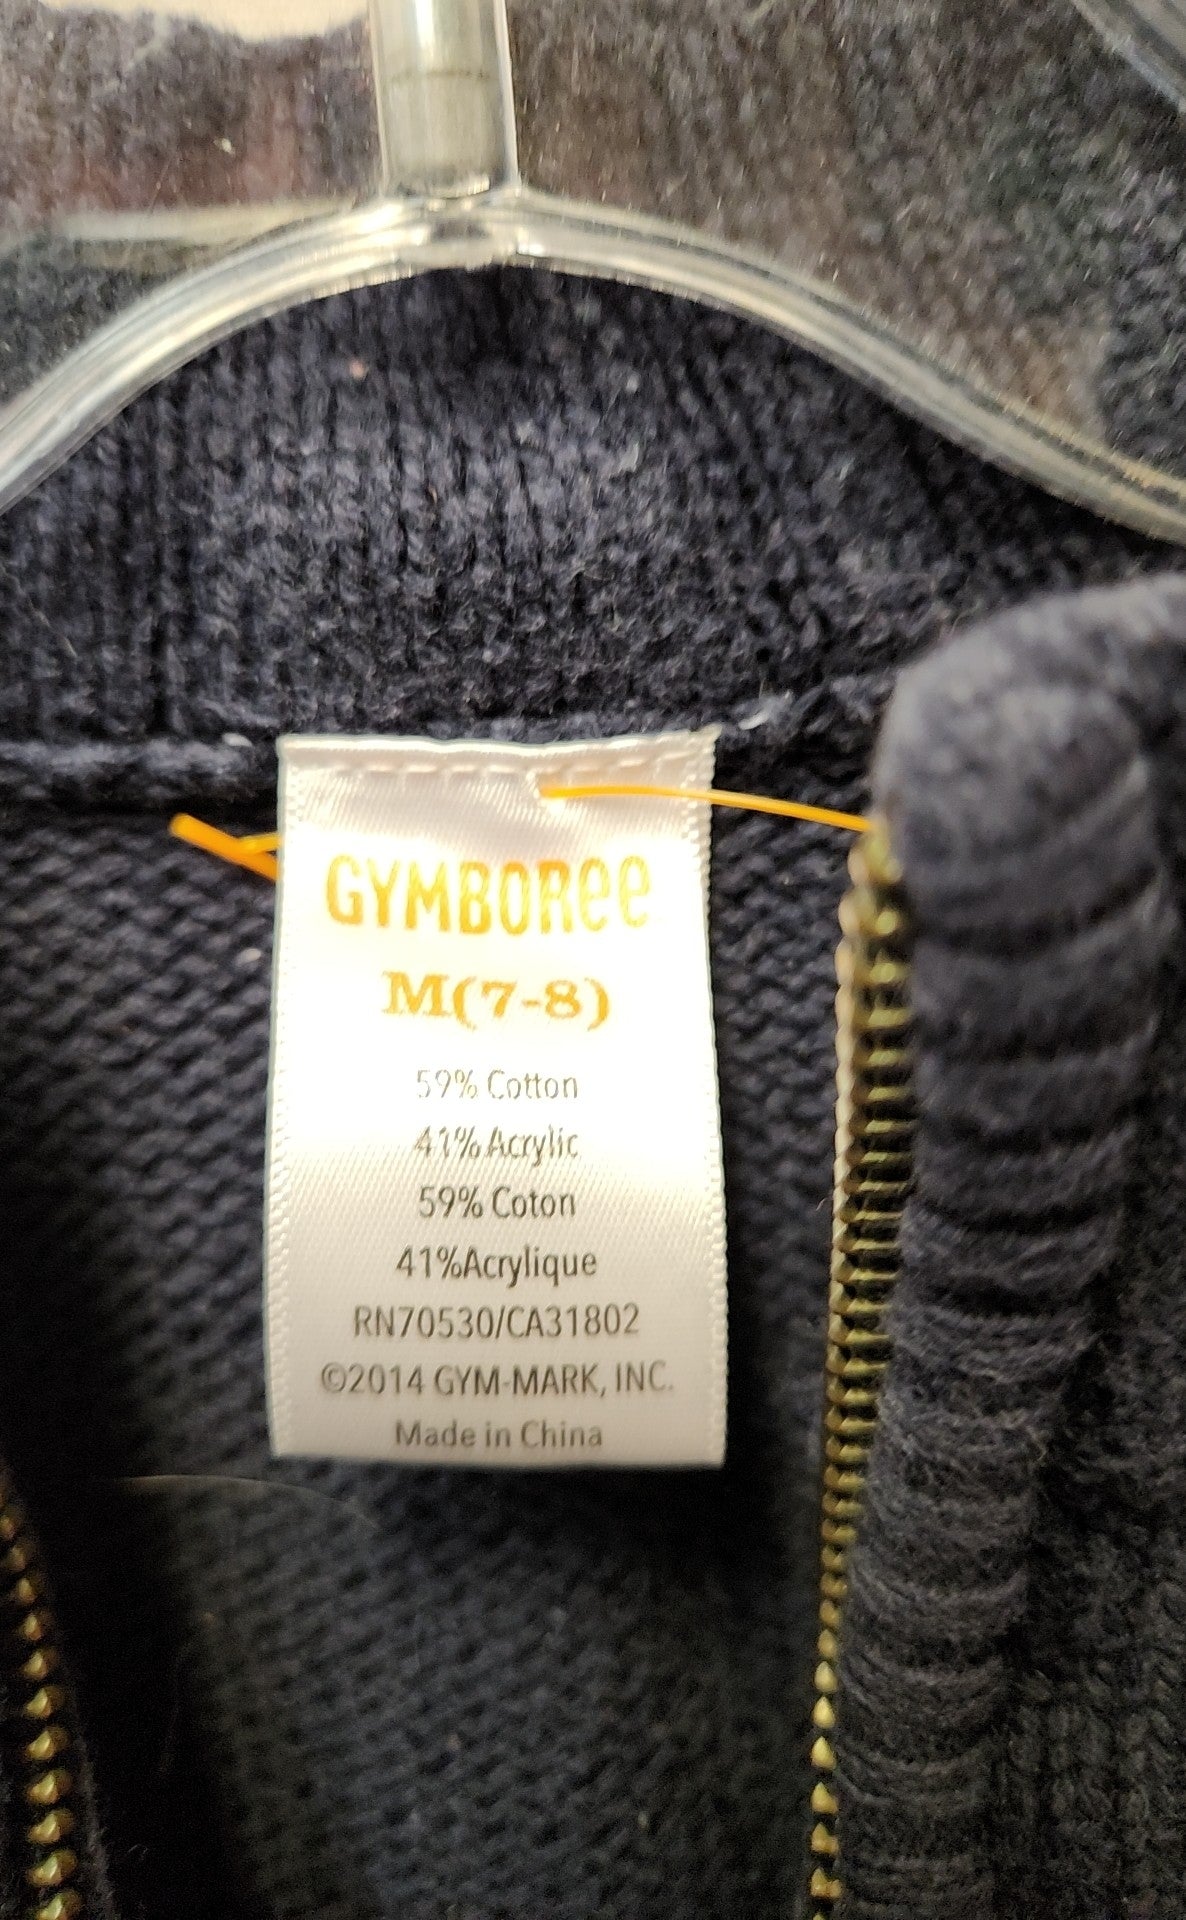 GYMBORee
M(7-8)
59% Cotton
41% Acrylic
59% Coton
41%Acrylique
RN70530/CA31802
©2014 GYM-MARK, INC.
Made in China